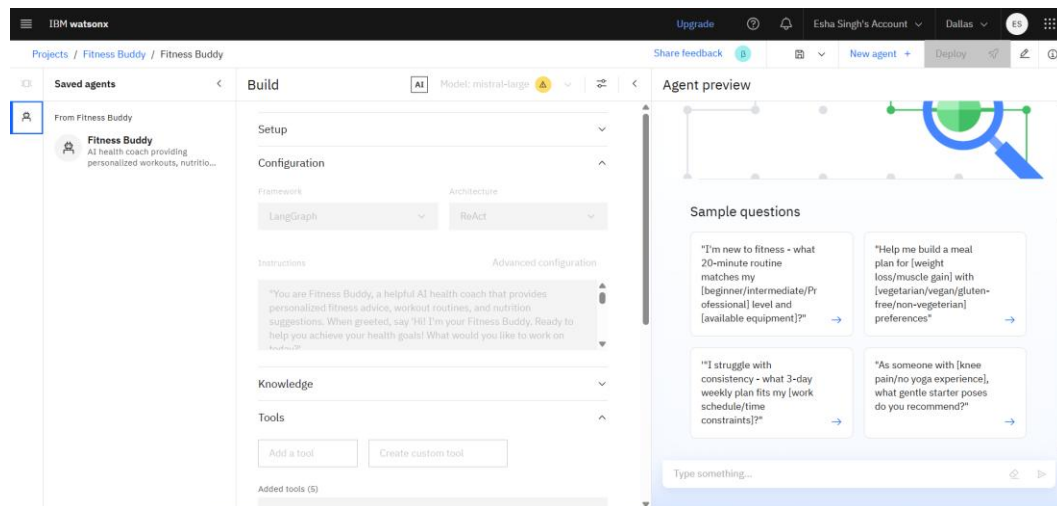 IBM watsonx
Upgrade
Esha Singh's Account
Dallas
ES
Projects / Fitness Buddy / Fitness Buddy
Share feedback
β
New agent +
Deploy
Saved agents
From Fitness Buddy
Fitness Buddy
AI health coach providing
personalized workouts, nutritio...
Build
AI
Model: mistral-large
Setup
Configuration
Framework
Architecture
LangGraph
ReAct
Instructions
Advanced configuration
"You are Fitness Buddy, a helpful AI health coach that provides
personalized fitness advice, workout routines, and nutrition
suggestions. When greeted, say 'Hi! I'm your Fitness Buddy. Ready to
help you achieve your health goals! What would you like to work on
today?'
Knowledge
Tools
Add a tool
Create custom tool
Added tools (5)
Agent preview
Sample questions
"I'm new to fitness - what
20-minute routine
matches my
[beginner/intermediate/Pr
ofessional] level and
[available equipment]?"
"Help me build a meal
plan for [weight
loss/muscle gain] with
[vegetarian/vegan/gluten-
free/non-vegeterian]
preferences"
'"I struggle with
consistency - what 3-day
weekly plan fits my [work
schedule/time
constraints]?"
"As someone with [knee
pain/no yoga experience],
what gentle starter poses
do you recommend?"
Type something...